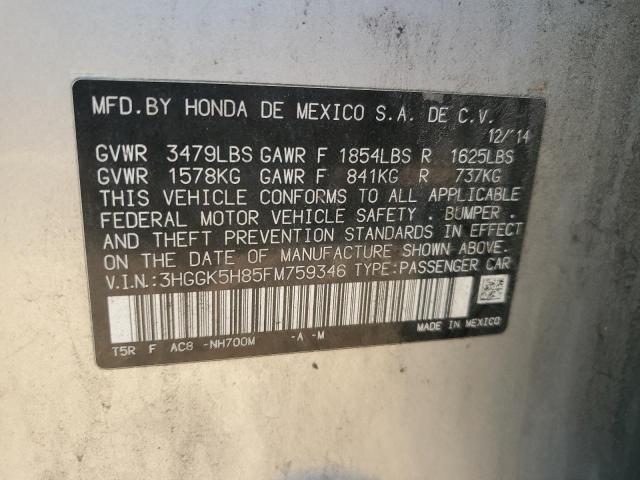 MFD.BY HONDA DE MEXICO S.A. DE C.V.
12/'14
GVWR 3479LBS GAWR F 1854LBS R 1625LBS
GVWR 1578KG GAWR F 841KG R 737KG
THIS VEHICLE CONFORMS TO ALL APPLICABLE
FEDERAL MOTOR VEHICLE SAFETY . BUMPER .
AND THEFT PREVENTION STANDARDS IN EFFECT
ON THE DATE OF MANUFACTURE SHOWN ABOVE.
V.I.N.:3HGGK5H85FM759346 TYPE:PASSENGER CAR
T5R F AC8 -NH700M -A -M
MADE IN MEXICO